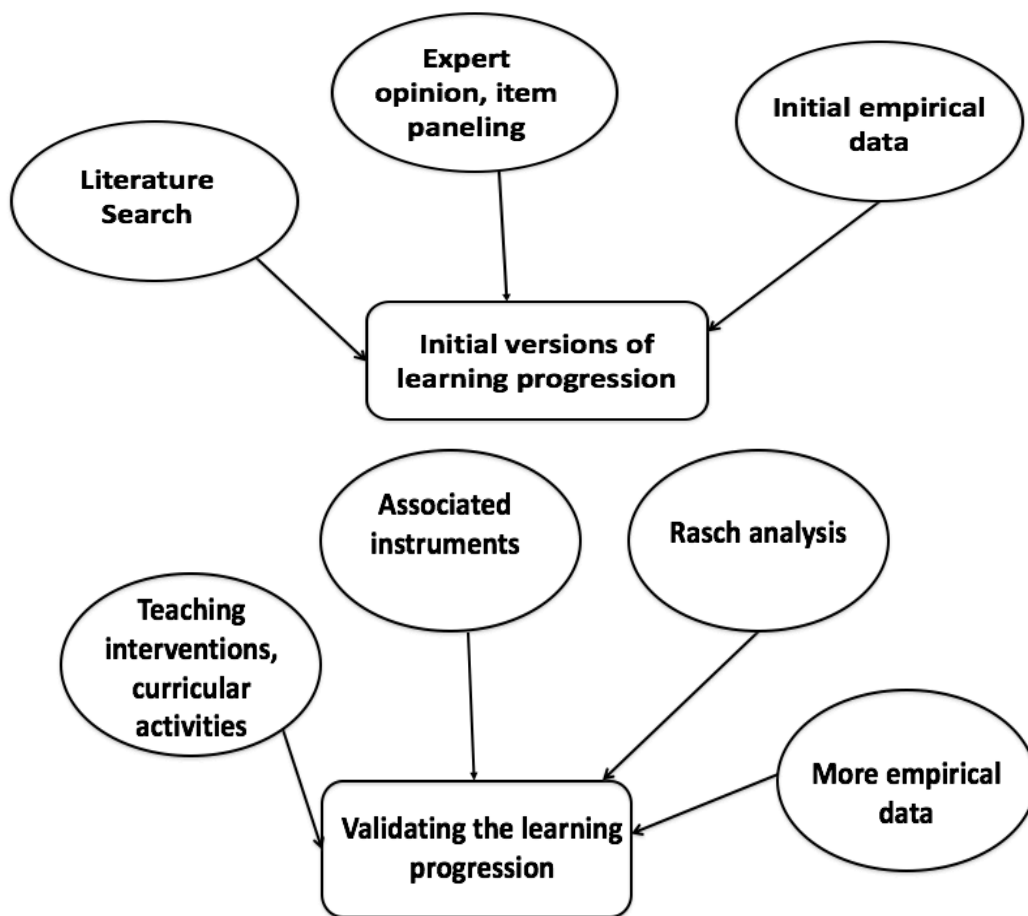 Expert
opinion, item
paneling
Initial empirical
data
Literature
Search
Initial versions of
learning progression
Associated
instruments
Rasch analysis
Teaching
interventions,
curricular
activities
More empirical
data
Validating the learning
progression